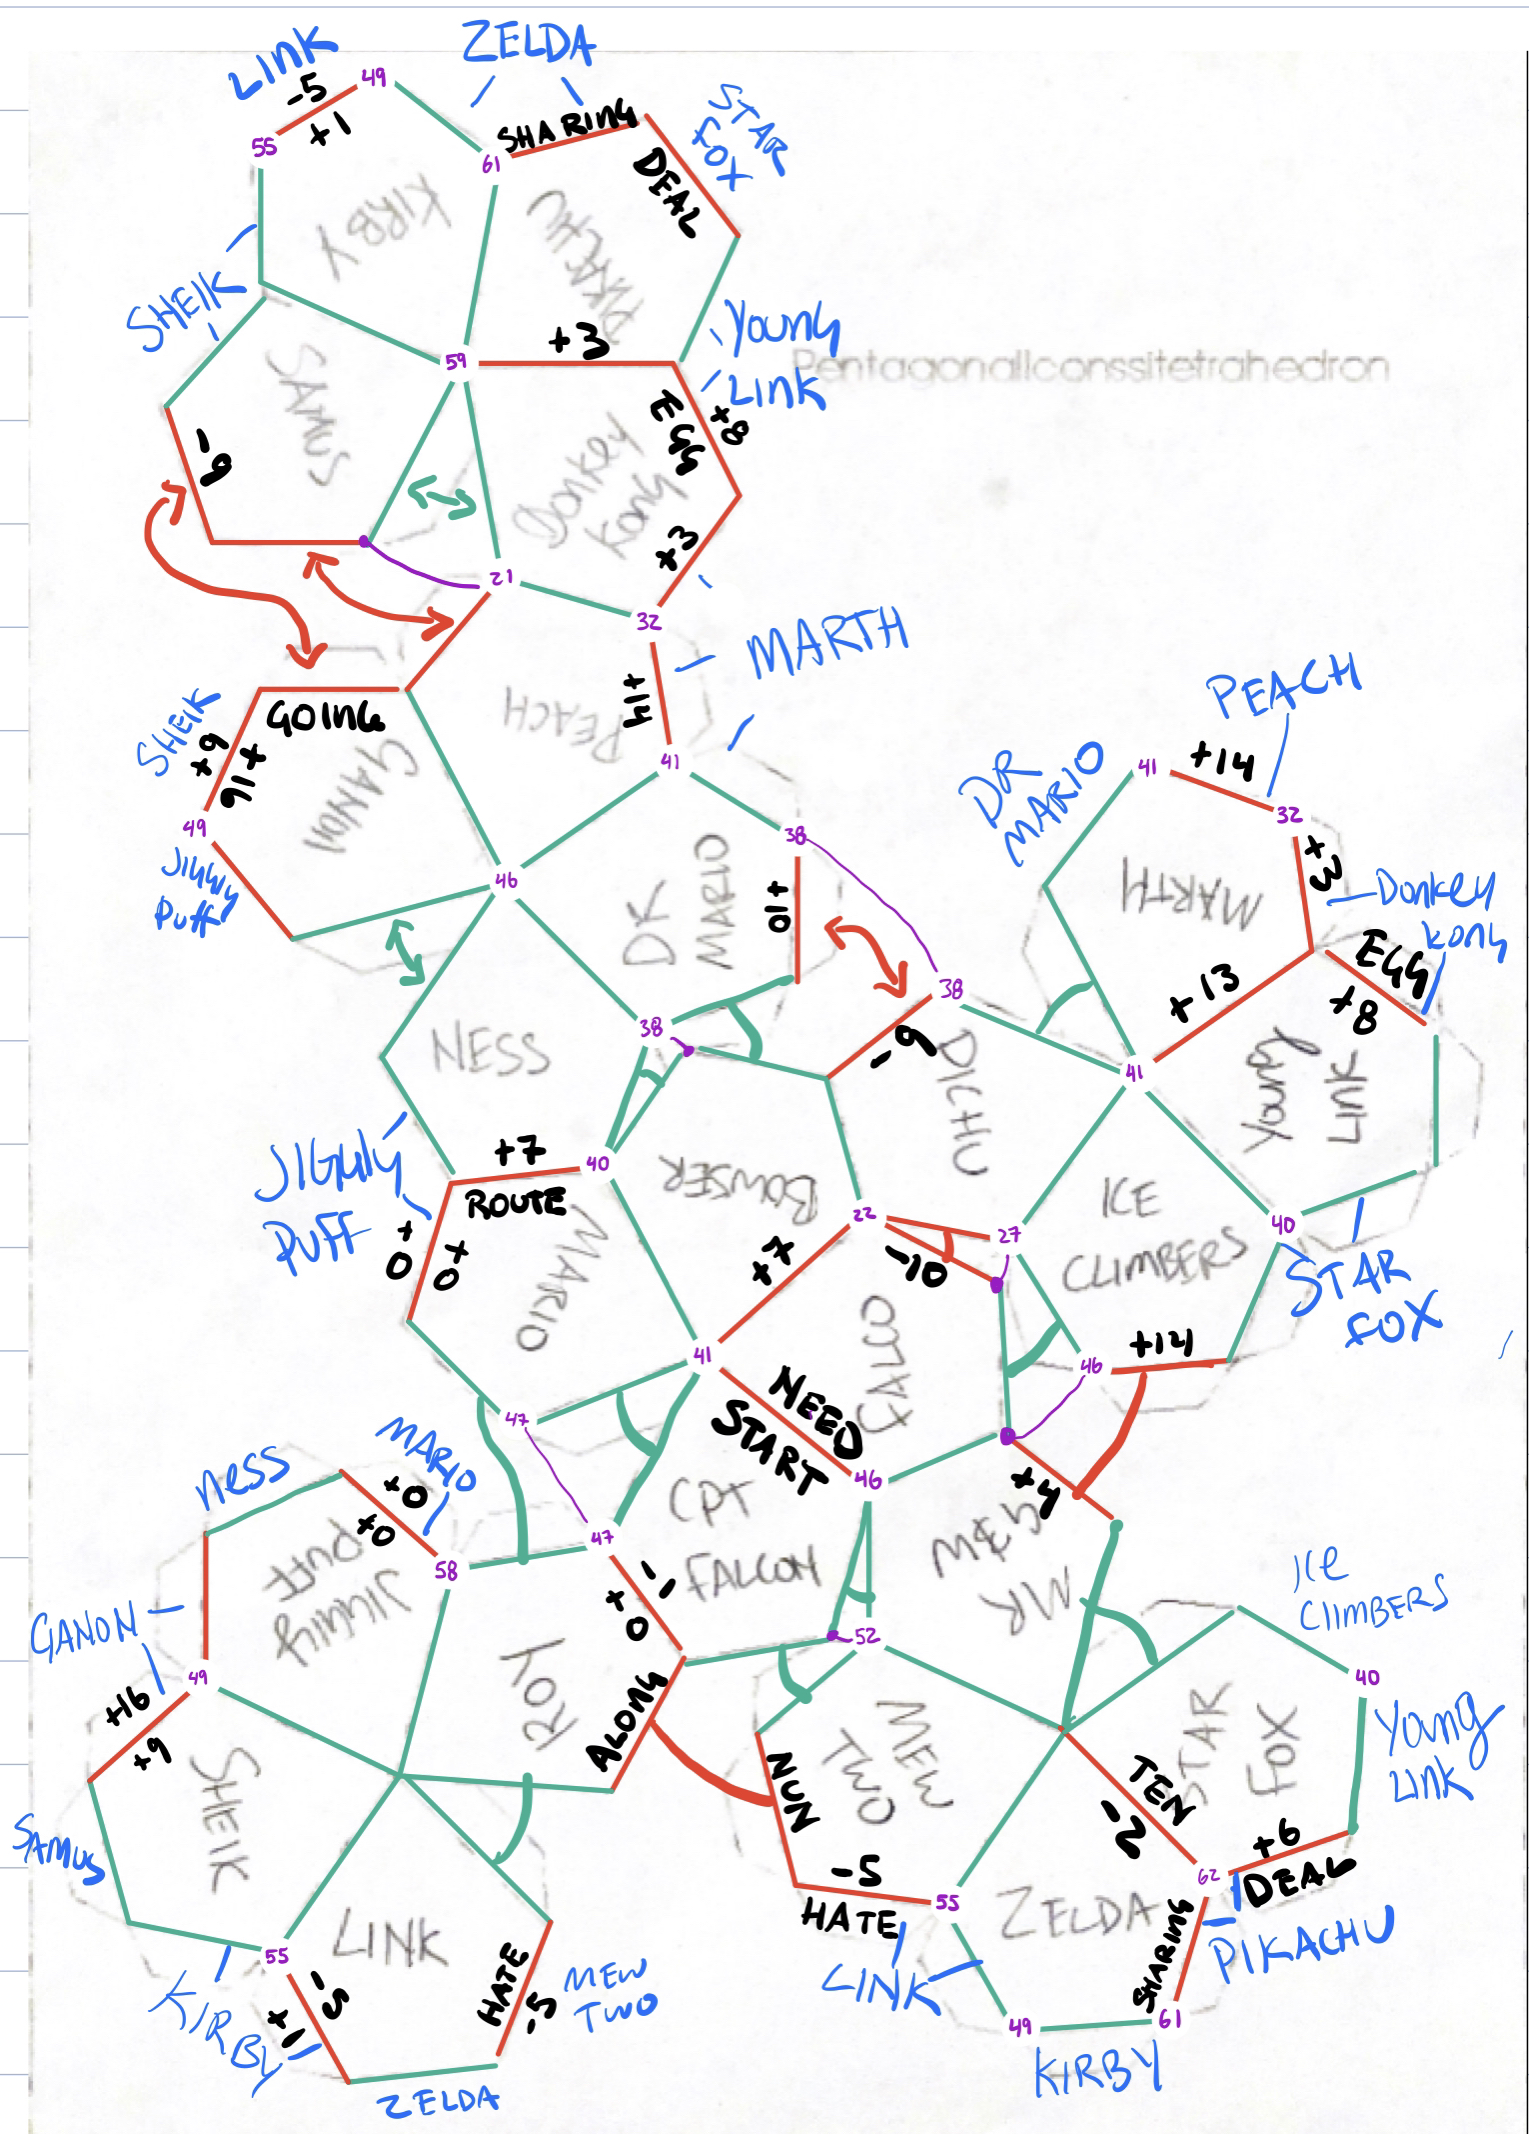 LINK
ZELDA
49
-5
+1
55
SHARING
61
STAR
FOX
DEAL
KIRBY
PIKACHU
SHEIK
+3
Young
Link
Pentagonallconssitetrahedron
59
SAMUS
EGG
+8
-9
Donkey
Kong
+3
21
32
MARTH
+14
PEACH
SHEIK
GOING
+9
+16
GANON
41
49
JIGGLY
PUFF
38
DR
MARIO
+10
46
PEACH
DR
MARIO
41
+14
32
+3
MARTH
Donkey
Kong
EGG
+8
+13
38
38
-9
PICHU
41
Young
LINK
NESS
JIGGLY
PUFF
+7
ROUTE
40
BOWSER
+0
+0
MARIO
22
27
ICE
CLIMBERS
40
STAR
FOX
+7
-10
FALCO
+14
46
41
NEED
START
47
46
+4
MR
G&W
CPT
FALCON
47
NESS
MARIO
+0
+0
58
JIGGLY
PUFF
-1
+0
52
ICE
CLIMBERS
GANON
49
+16
+9
ROY
ALONG
MEW
TWO
NUN
STAR
FOX
40
Young
Link
TEN
-2
SHEIK
SAMUS
-5
HATE
55
ZELDA
62
+6
DEAL
SHARING
PIKACHU
LINK
49
61
KIRBY
LINK
55
KIRBY
-5
+1
HATE
-5
MEW
TWO
ZELDA